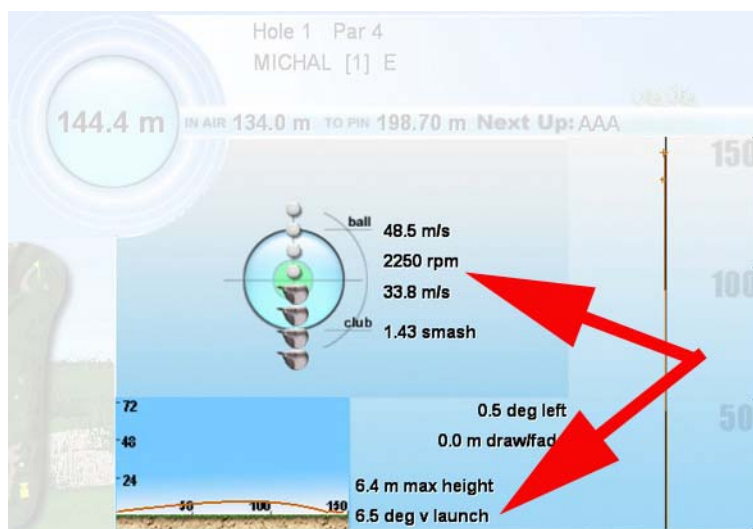 Hole 1 Par 4
MICHAL [1] E
144.4 m IN AIR 134.0 m TO PIN 198.70 m Next Up: AAA
150
ball
48.5 m/s
2250 rpm
100
33.8 m/s
club
1.43 smash
72
0.5 deg left
50
48
0.0 m draw/fad
24
6.4 m max height
50 100 150
6.5 deg v launch